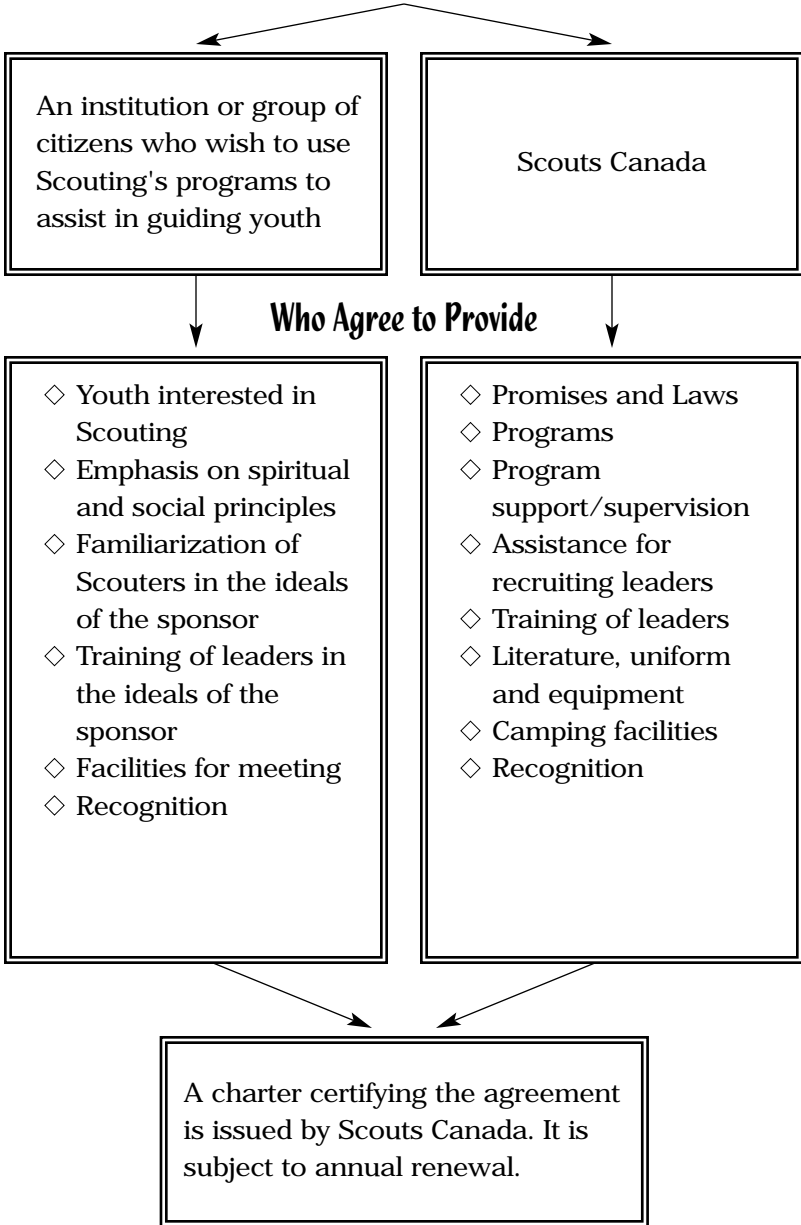 An institution or group of
citizens who wish to use
Scouting's programs to
assist in guiding youth
Scouts Canada
Who Agree to Provide
◇ Youth interested in
Scouting
◇ Emphasis on spiritual
and social principles
◇ Familiarization of
Scouters in the ideals
of the sponsor
◇ Training of leaders in
the ideals of the
sponsor
◇ Facilities for meeting
◇ Recognition
◇ Promises and Laws
◇ Programs
◇ Program
support/supervision
◇ Assistance for
recruiting leaders
◇ Training of leaders
◇ Literature, uniform
and equipment
◇ Camping facilities
◇ Recognition
A charter certifying the agreement
is issued by Scouts Canada. It is
subject to annual renewal.